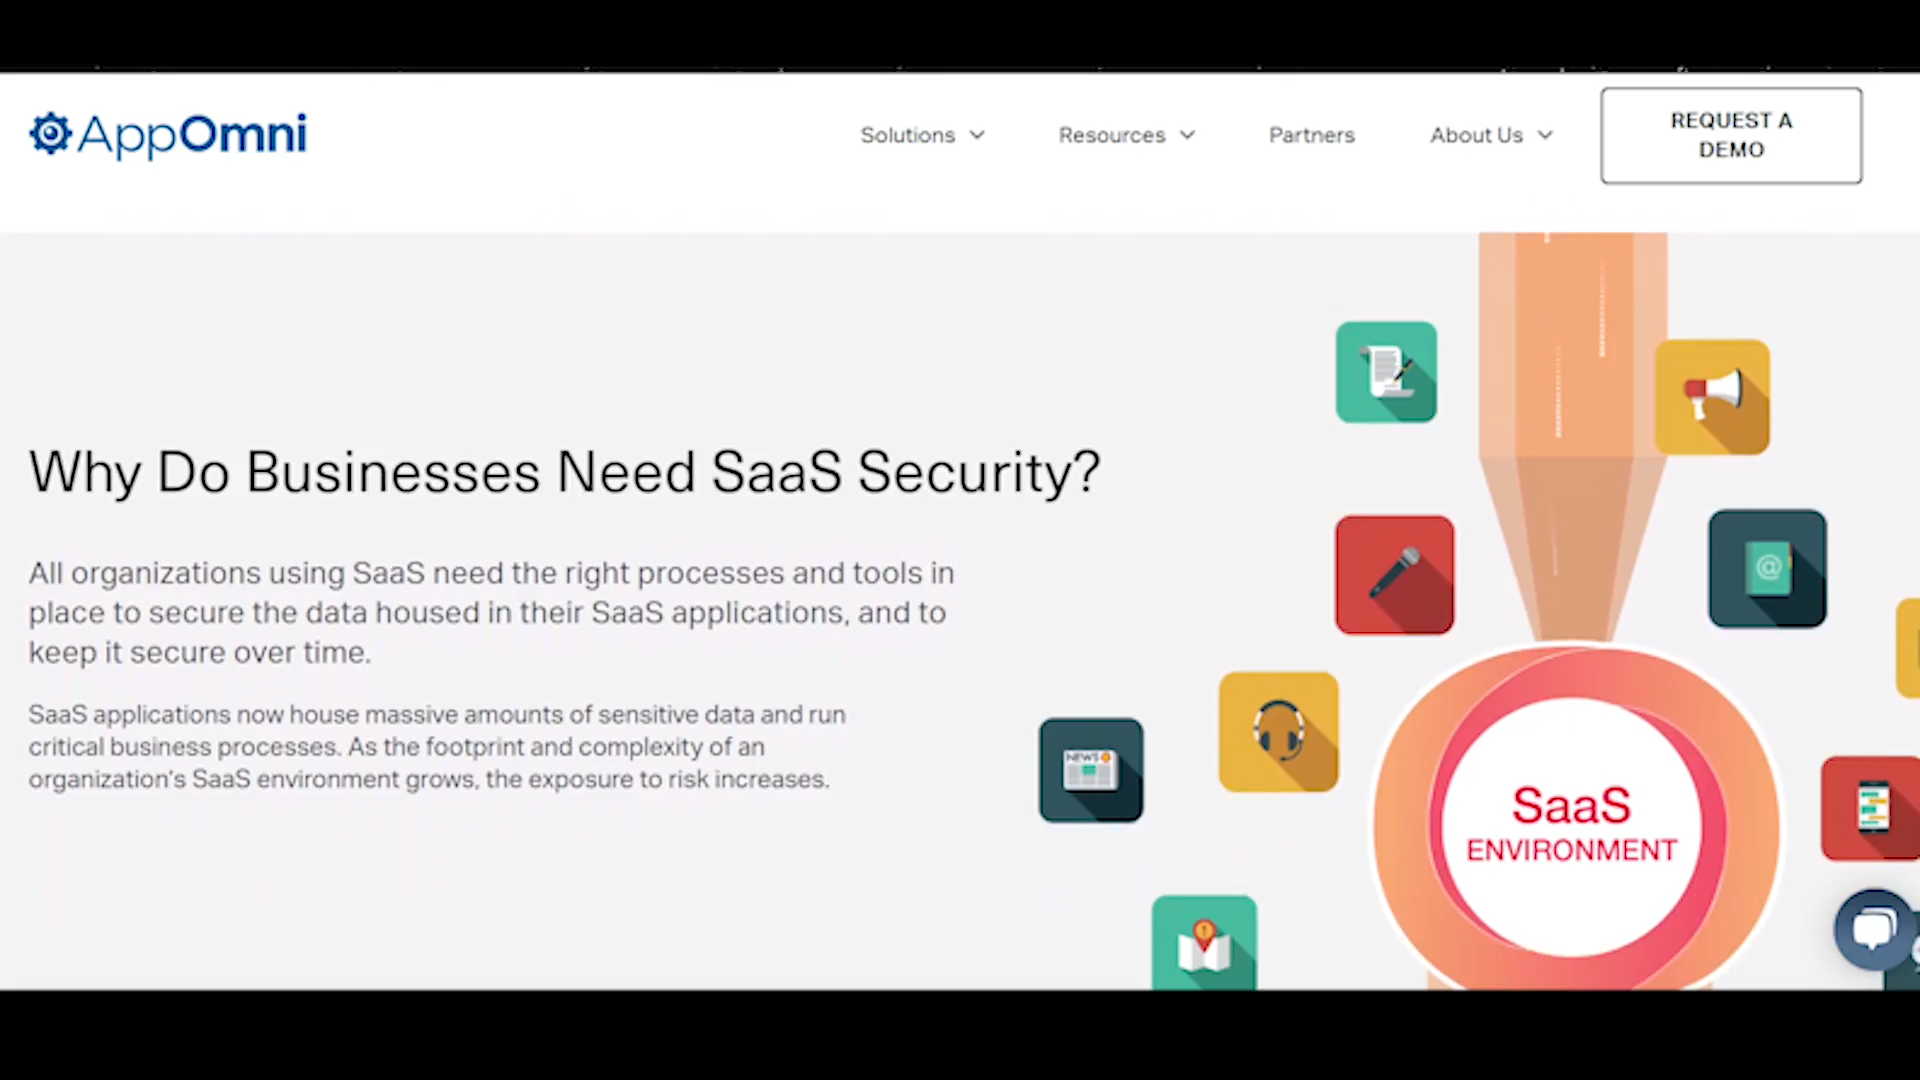 AppOmni
Solutions
Resources
Partners
About Us
REQUEST A
DEMO
Why Do Businesses Need SaaS Security?
All organizations using SaaS need the right processes and tools in
place to secure the data housed in their SaaS applications, and to
keep it secure over time.
SaaS applications now house massive amounts of sensitive data and run
critical business processes. As the footprint and complexity of an
organization's SaaS environment grows, the exposure to risk increases.
@
NEWS
SaaS
ENVIRONMENT